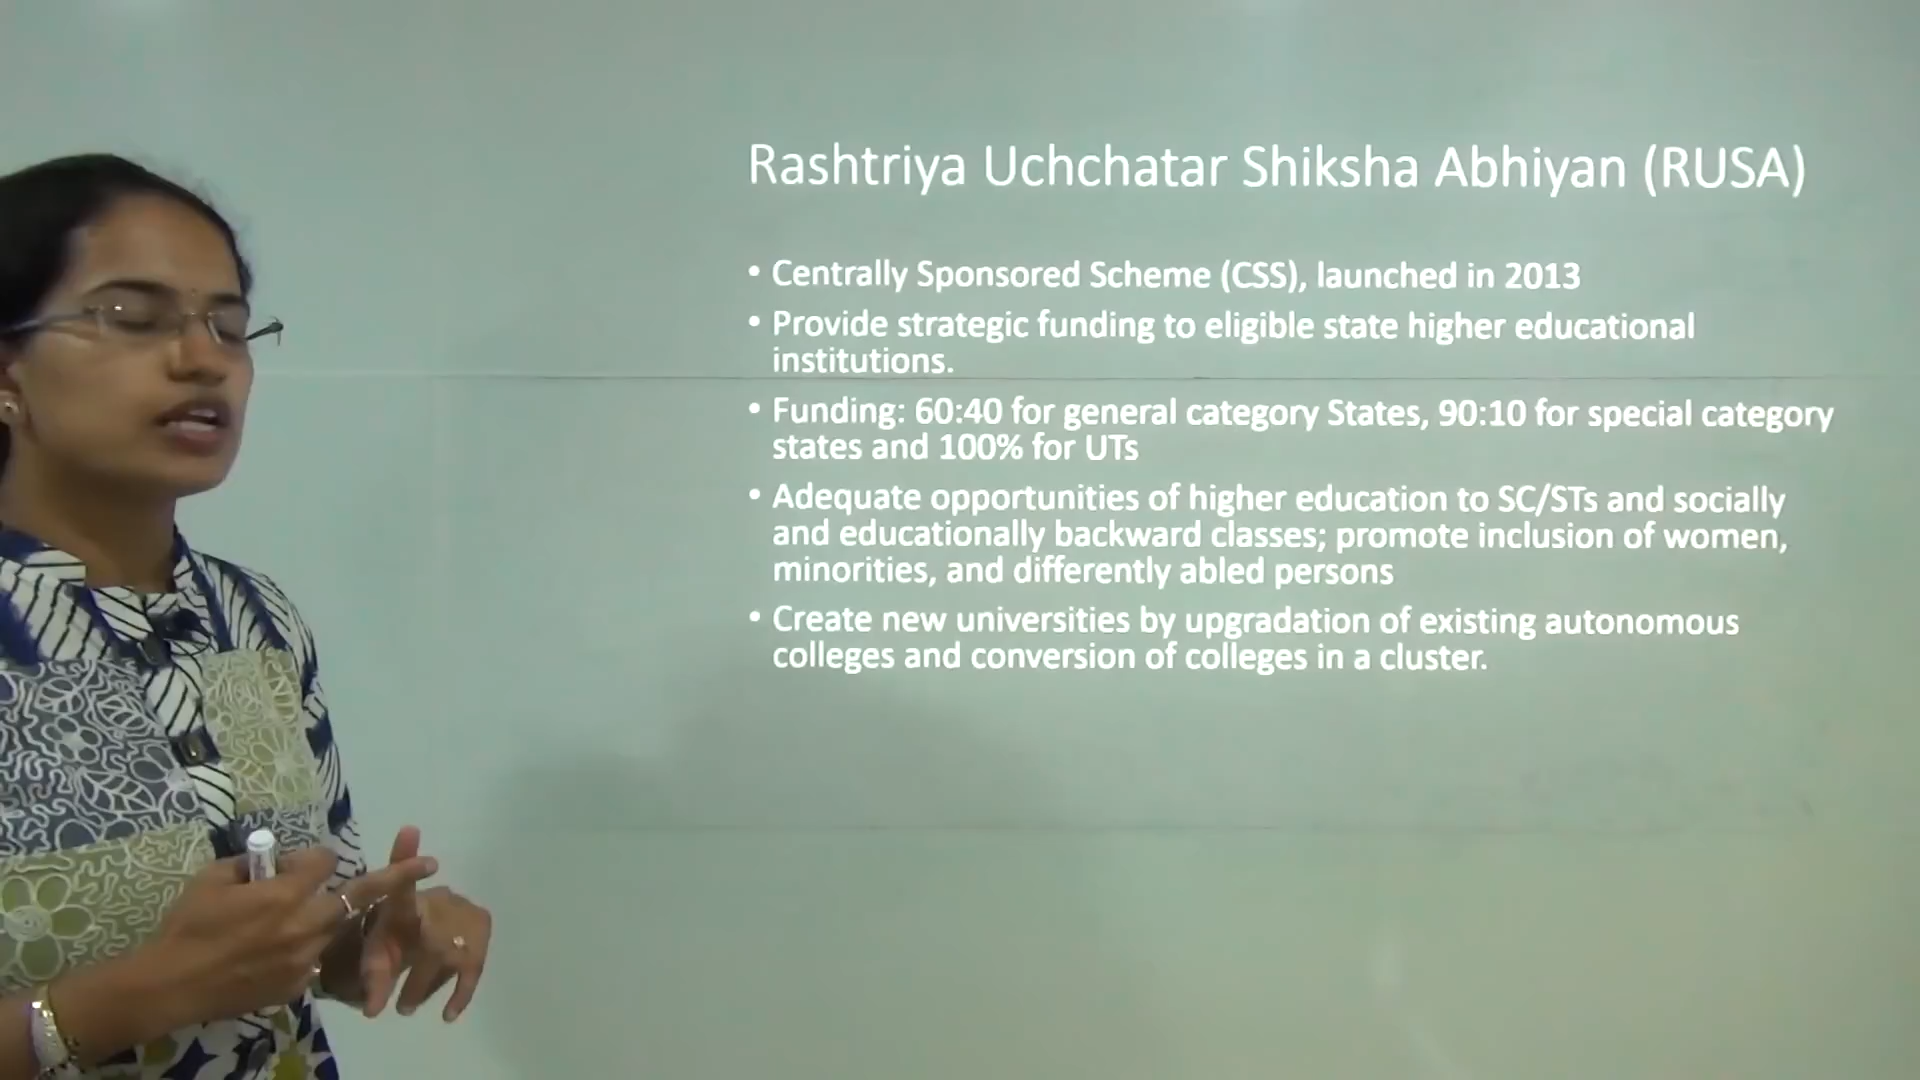 Rashtriya Uchchatar Shiksha Abhiyan (RUSA)
• Centrally Sponsored Scheme (CSS), launched in 2013
• Provide strategic funding to eligible state higher educational
institutions.
• Funding: 60:40 for general category States, 90:10 for special category
states and 100% for UTs
• Adequate opportunities of higher education to SC/STs and socially
and educationally backward classes; promote inclusion of women,
minorities, and differently abled persons
• Create new universities by upgradation of existing autonomous
colleges and conversion of colleges in a cluster.